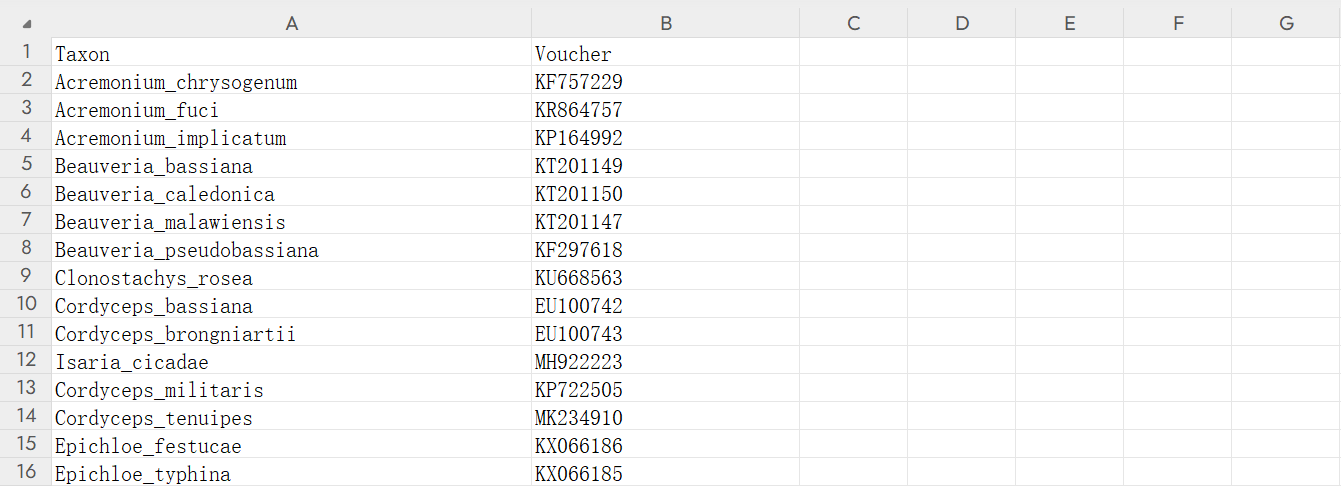 A B C D E F G
1 Taxon Voucher
2 Acremonium_chrysogenum KF757229
3 Acremonium_fuci KR864757
4 Acremonium_implicatum KP164992
5 Beauveria_bassiana KT201149
6 Beauveria_caledonica KT201150
7 Beauveria_malawiensis KT201147
8 Beauveria_pseudobassiana KF297618
9 Clonostachys_rosea KU668563
10 Cordyceps_bassiana EU100742
11 Cordyceps_brongniartii EU100743
12 Isaria_cicadae MH922223
13 Cordyceps_militaris KP722505
14 Cordyceps_tenuipes MK234910
15 Epichloe_festucae KX066186
16 Epichloe_typhina KX066185